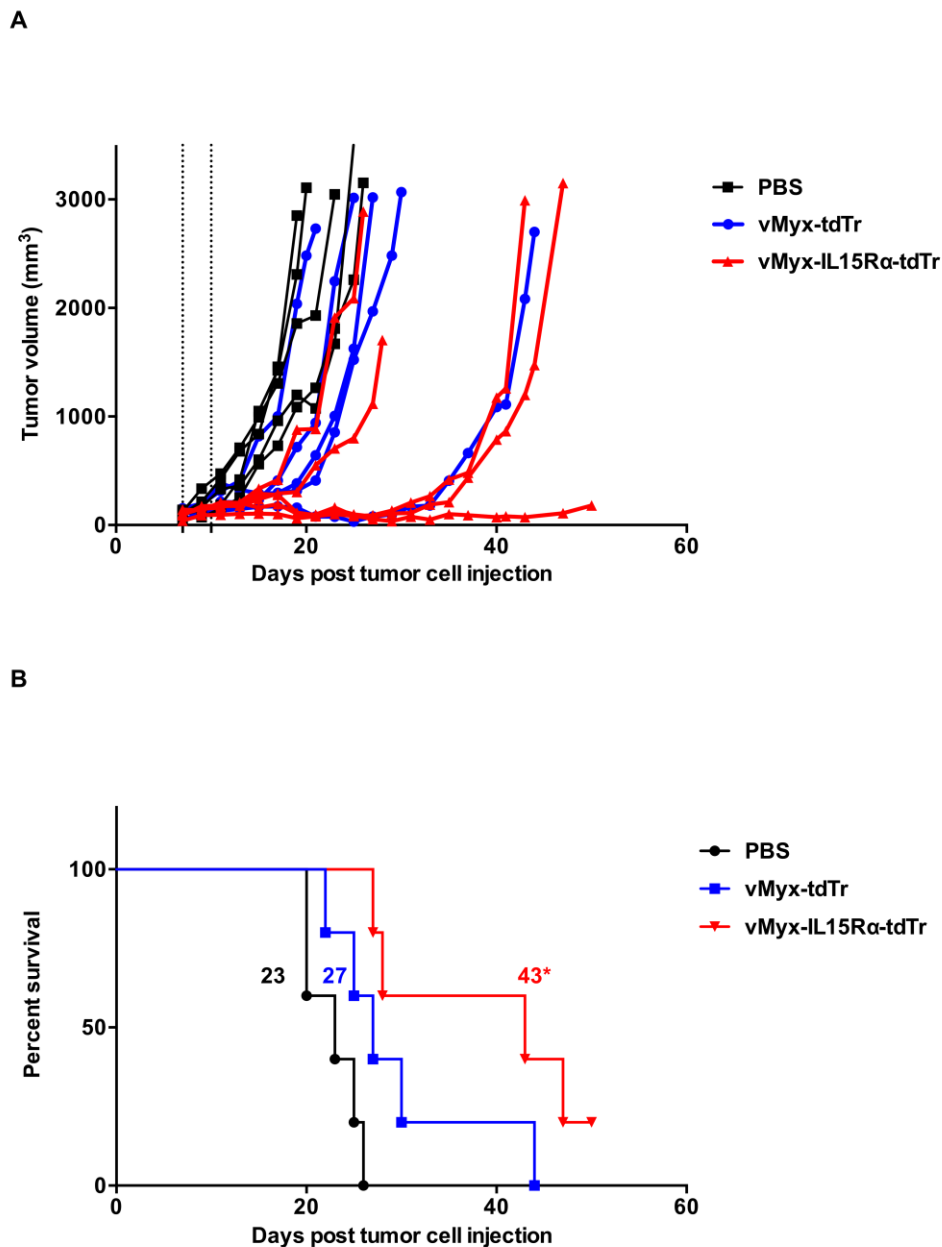 A
Tumor volume (mm³)
3000
2000
1000
0
0 20 40 60
Days post tumor cell injection
PBS
vMyx-tdTr
vMyx-IL15Rα-tdTr
B
Percent survival
100
50
0
0 20 40 60
23 27 43*
Days post tumor cell injection
PBS
vMyx-tdTr
vMyx-IL15Rα-tdTr